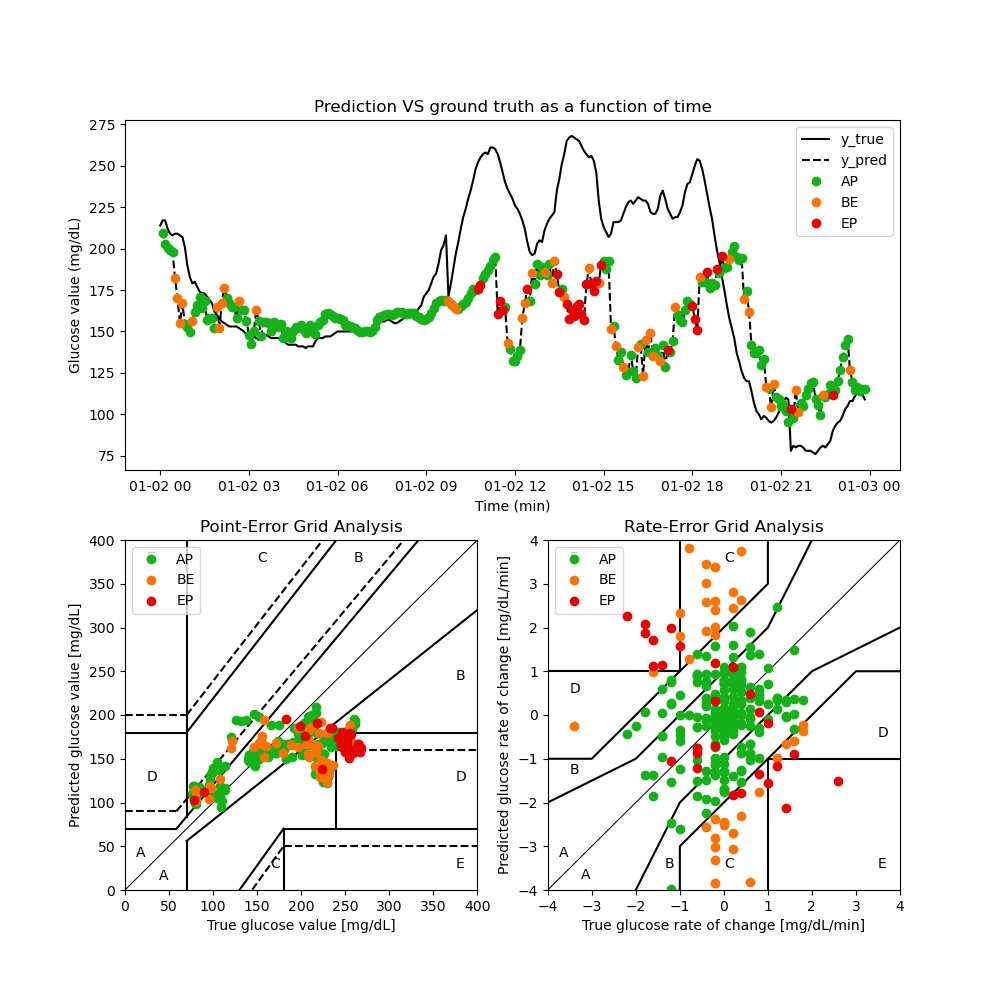 Prediction VS ground truth as a function of time
Glucose value (mg/dL)
275
250
225
200
175
150
125
100
75
y_true
y_pred
AP
BE
EP
01-02 00 01-02 03 01-02 06 01-02 09 01-02 12 01-02 15 01-02 18 01-02 21 01-03 00
Time (min)
Point-Error Grid Analysis
Predicted glucose value [mg/dL]
400
350
300
250
200
150
100
50
0
AP
BE
EP
C
B
B
D
D
A
A
C
E
0 50 100 150 200 250 300 350 400
True glucose value [mg/dL]
Rate-Error Grid Analysis
Predicted glucose rate of change [mg/dL/min]
4
3
2
1
0
−1
−2
−3
−4
AP
BE
EP
C
D
D
B
A
A
B
C
E
−4 −3 −2 −1 0 1 2 3 4
True glucose rate of change [mg/dL/min]